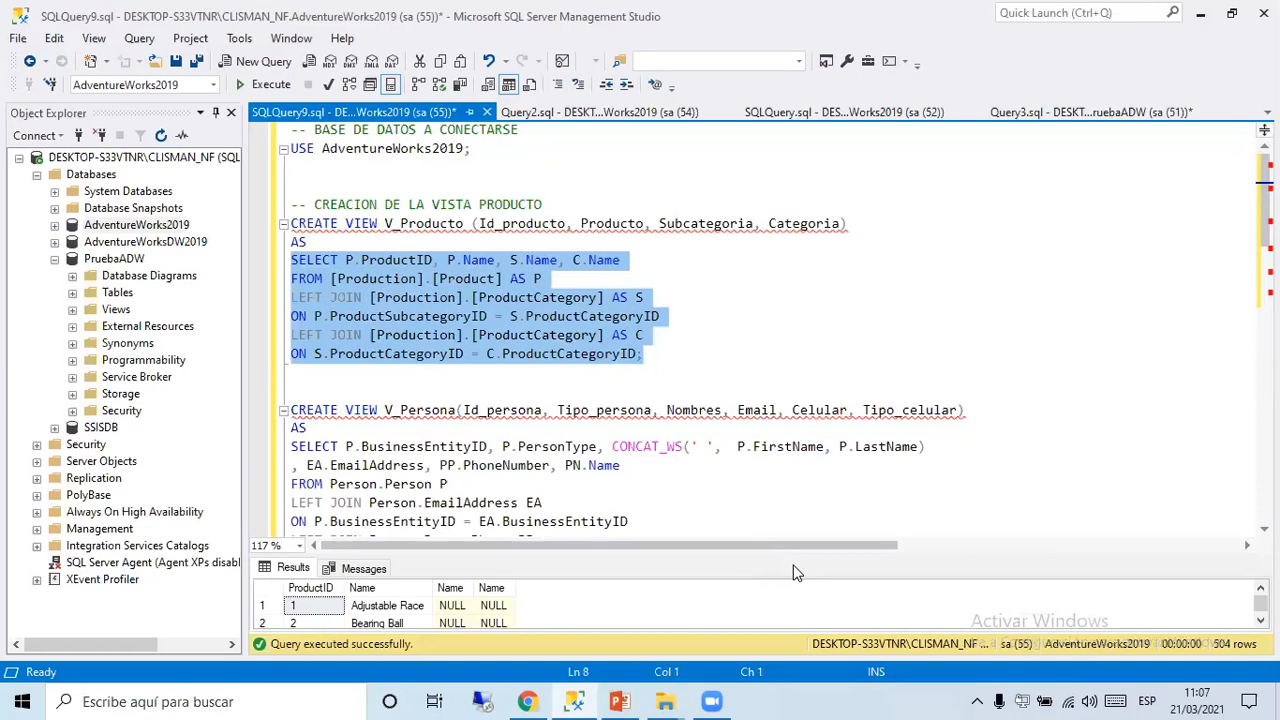 SQLQuery9.sql - DESKTOP-S33VTNR\CLISMAN_NF.AdventureWorks2019 (sa (55))* - Microsoft SQL Server Management Studio
Quick Launch (Ctrl+Q)
File Edit View Query Project Tools Window Help
New Query
MDX DMX XMLA DAX
AdventureWorks2019
Execute
Object Explorer
SQLQuery9.sql - DE...Works2019 (sa (55))*
Query2.sql - DESKT...Works2019 (sa (54))
SQLQuery.sql - DES...Works2019 (sa (52))
Query3.sql - DESKT...ruebaADW (sa (51))*
Connect
DESKTOP-S33VTNR\CLISMAN_NF (SQL
Databases
System Databases
Database Snapshots
AdventureWorks2019
AdventureWorksDW2019
PruebaADW
Database Diagrams
Tables
Views
External Resources
Synonyms
Programmability
Service Broker
Storage
Security
SSISDB
Security
Server Objects
Replication
PolyBase
Always On High Availability
Management
Integration Services Catalogs
SQL Server Agent (Agent XPs disabl
XEvent Profiler
-- BASE DE DATOS A CONECTARSE
USE AdventureWorks2019;
-- CREACION DE LA VISTA PRODUCTO
CREATE VIEW V_Producto (Id_producto, Producto, Subcategoria, Categoria)
AS
SELECT P.ProductID, P.Name, S.Name, C.Name
FROM [Production].[Product] AS P
LEFT JOIN [Production].[ProductCategory] AS S
ON P.ProductSubcategoryID = S.ProductCategoryID
LEFT JOIN [Production].[ProductCategory] AS C
ON S.ProductCategoryID = C.ProductCategoryID;
CREATE VIEW V_Persona(Id_persona, Tipo_persona, Nombres, Email, Celular, Tipo_celular)
AS
SELECT P.BusinessEntityID, P.PersonType, CONCAT_WS(' ', P.FirstName, P.LastName)
, EA.EmailAddress, PP.PhoneNumber, PN.Name
FROM Person.Person P
LEFT JOIN Person.EmailAddress EA
ON P.BusinessEntityID = EA.BusinessEntityID
117 %
Results Messages
ProductID Name Name Name
1 1 Adjustable Race NULL NULL
2 2 Bearing Ball NULL NULL
Activar Windows
Query executed successfully.
DESKTOP-S33VTNR\CLISMAN_NF ... sa (55) AdventureWorks2019 00:00:00 504 rows
Ready Ln 8 Col 1 Ch 1 INS
Escribe aquí para buscar
ESP
11:07
21/03/2021